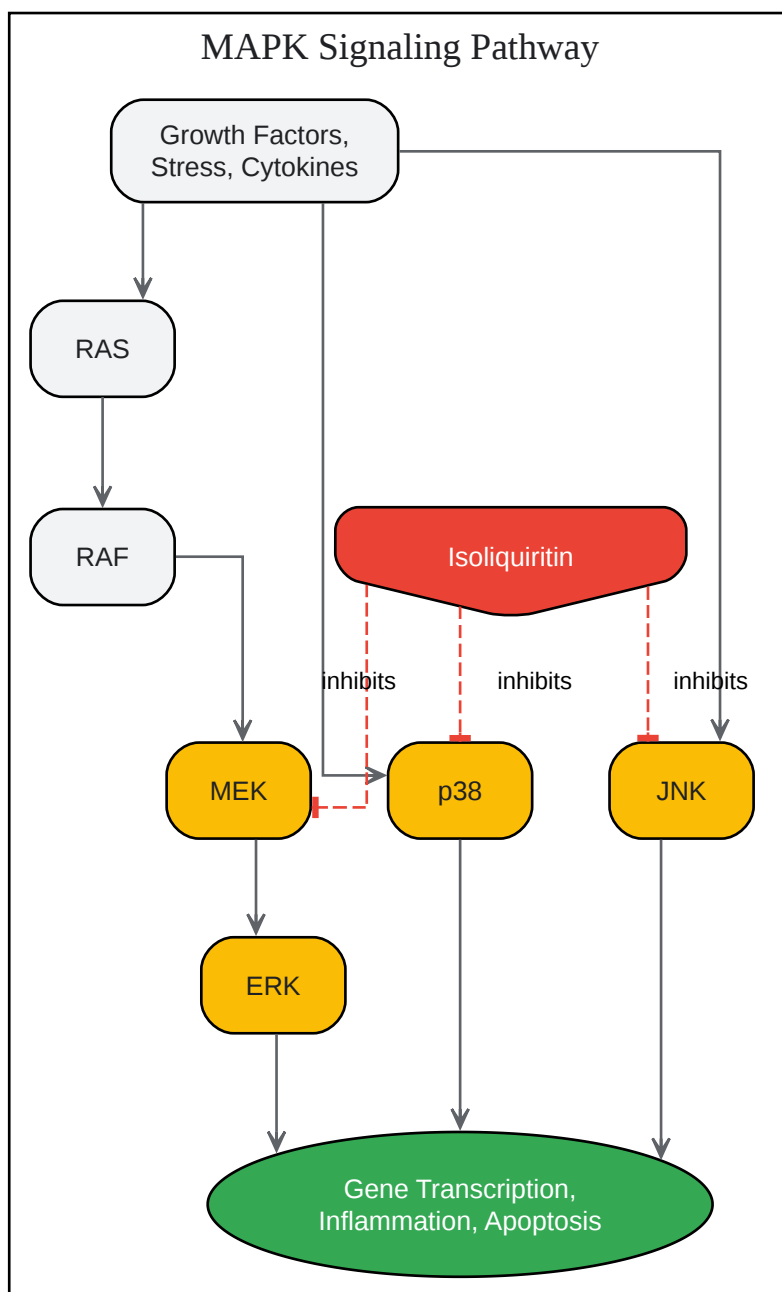 MAPK Signaling Pathway
Growth Factors,
Stress, Cytokines
RAS
RAF
Isoliquiritin
inhibits
inhibits
inhibits
MEK
p38
JNK
ERK
Gene Transcription,
Inflammation, Apoptosis